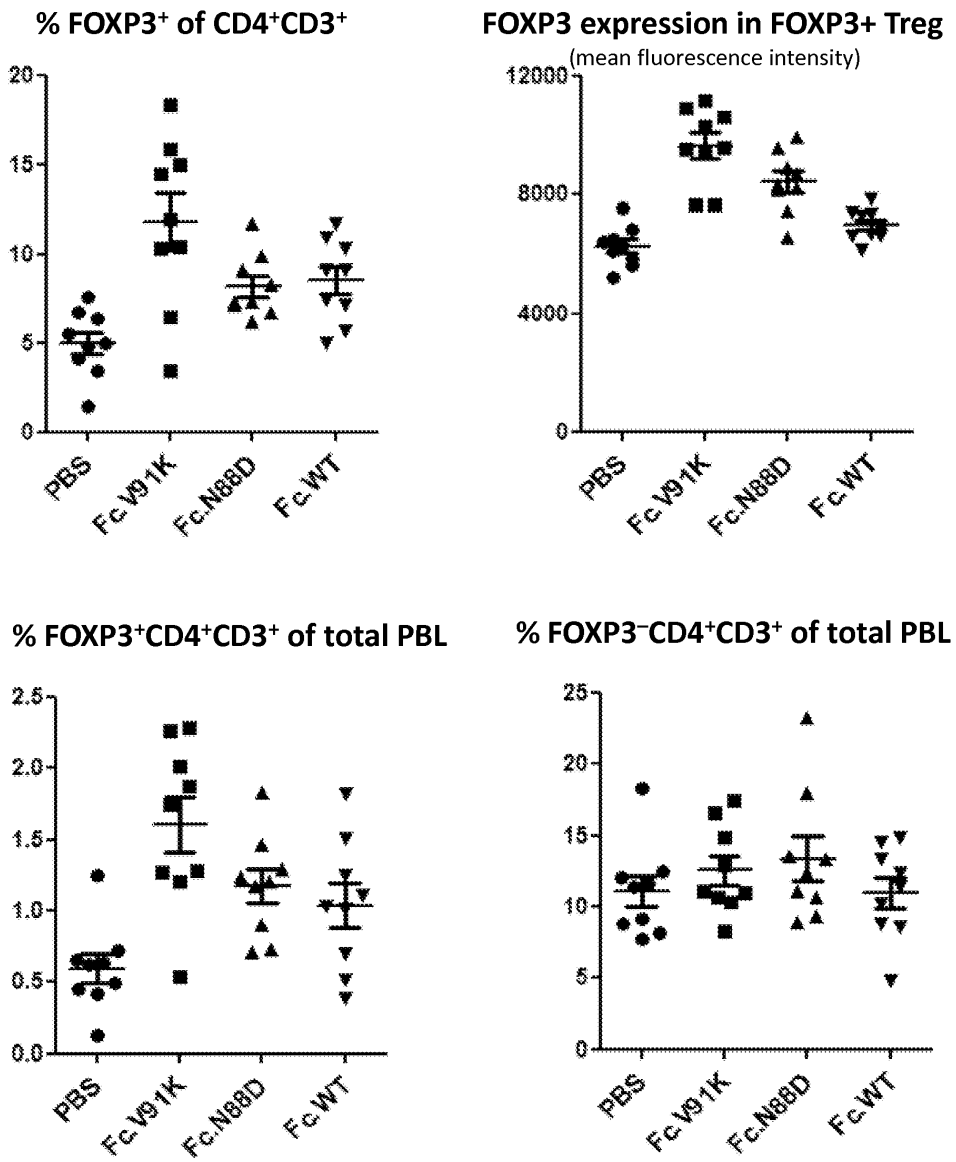 % FOXP3⁺ of CD4⁺CD3⁺
20
15
10
5
0
PBS
Fc.V91K
Fc.N88D
Fc.WT
FOXP3 expression in FOXP3+ Treg
(mean fluorescence intensity)
12000
8000
4000
0
PBS
Fc.V91K
Fc.N88D
Fc.WT
% FOXP3⁺CD4⁺CD3⁺ of total PBL
2.5
2.0
1.5
1.0
0.5
0.0
PBS
Fc.V91K
Fc.N88D
Fc.WT
% FOXP3⁻CD4⁺CD3⁺ of total PBL
25
20
15
10
5
0
PBS
Fc.V91K
Fc.N88D
Fc.WT